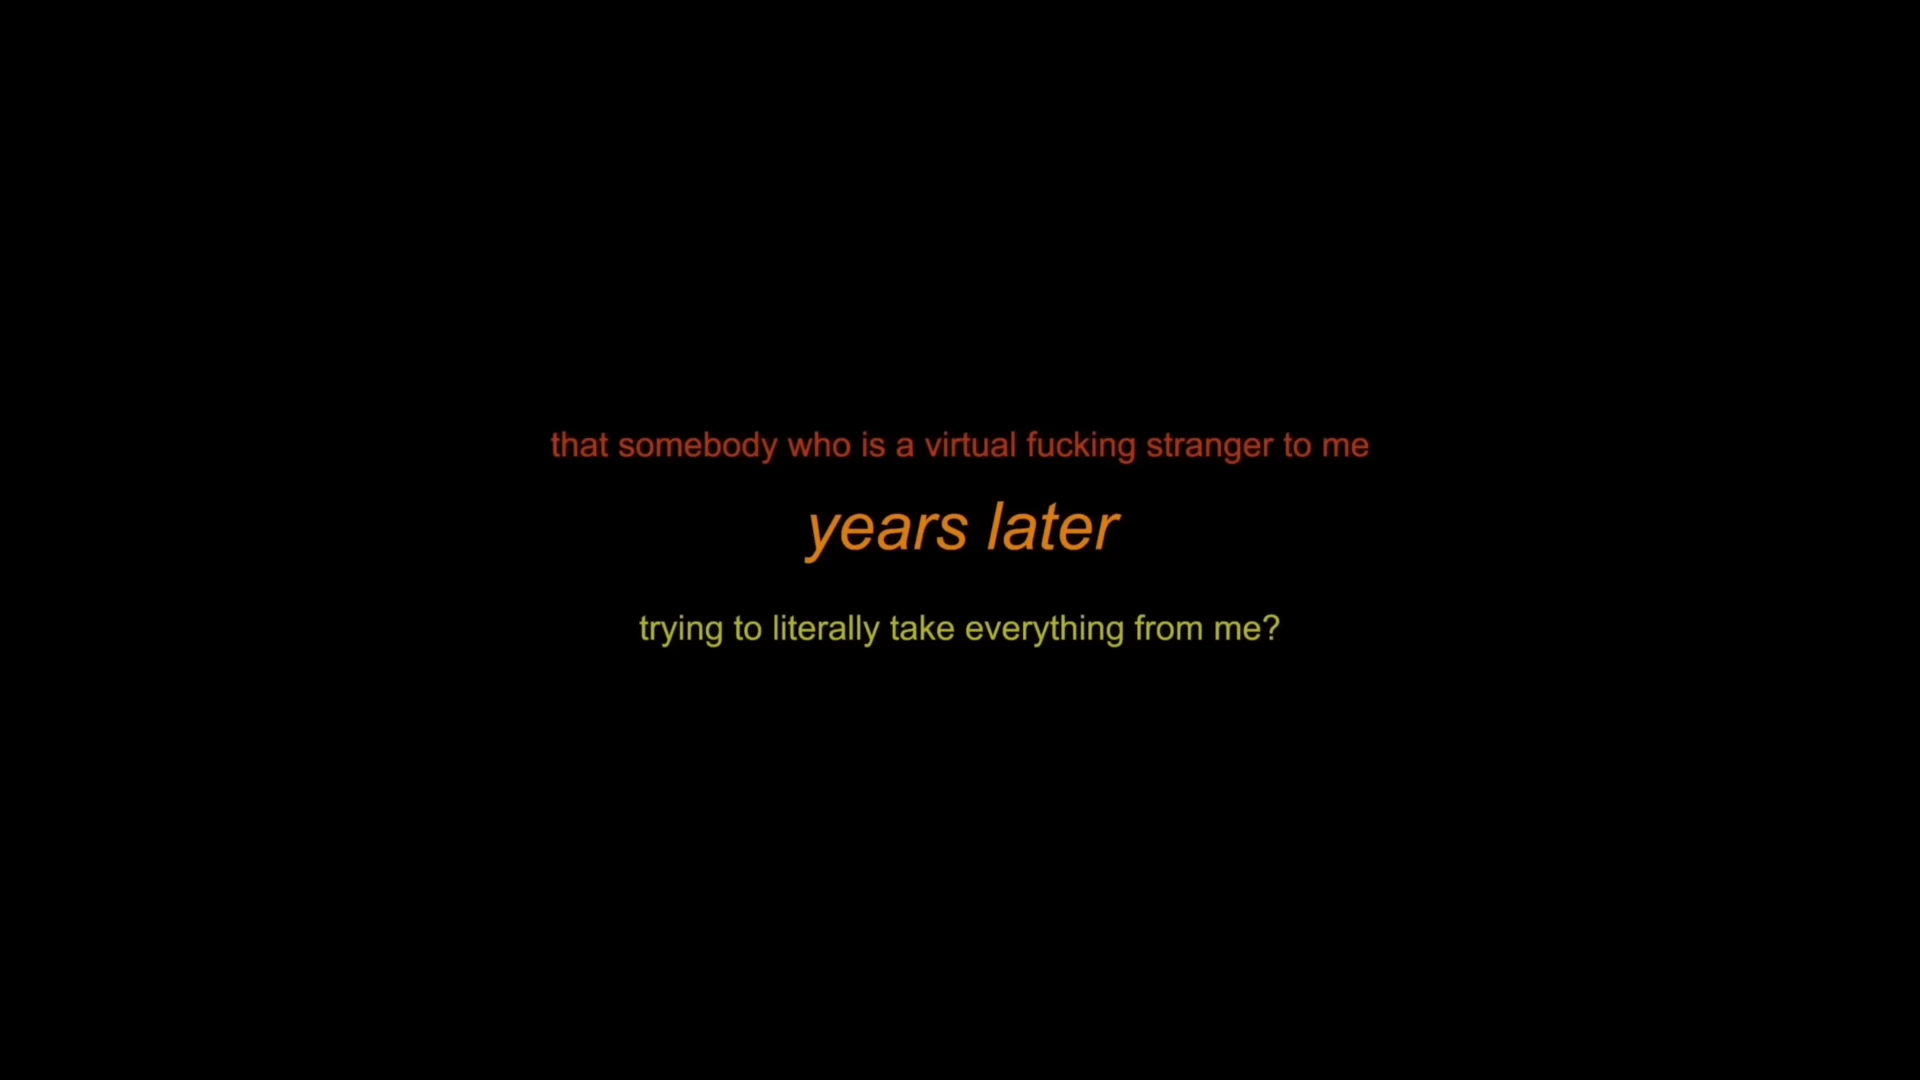 that somebody who is a virtual fucking stranger to me
years later
trying to literally take everything from me?